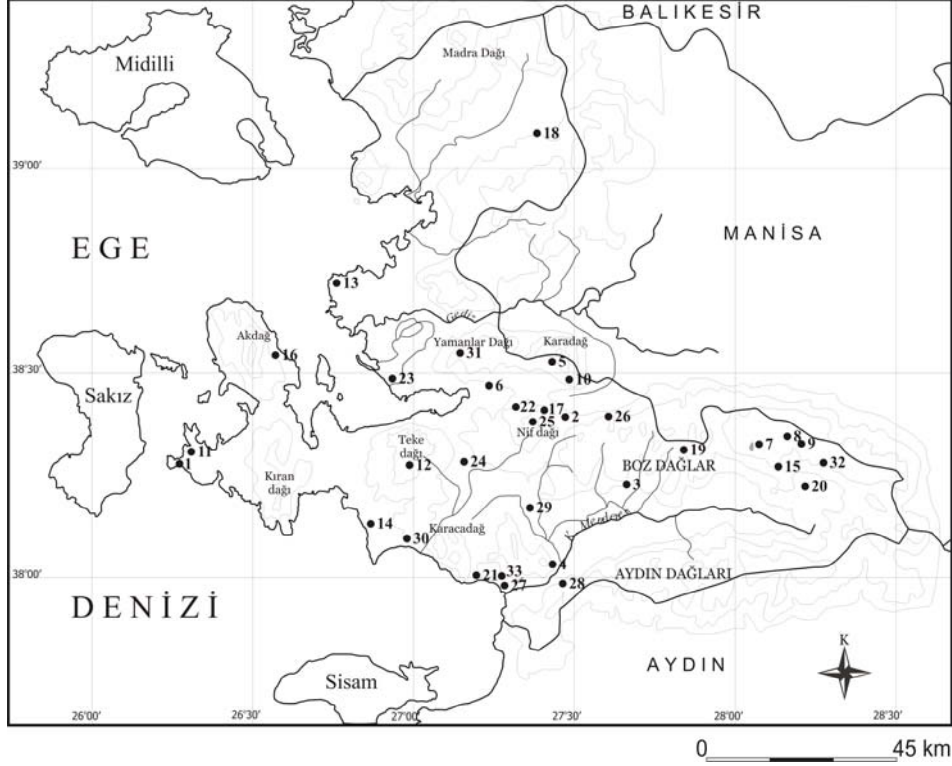 BALIKESİR
Midilli
Madra Dağı
18
39°00'
EGE
MANİSA
13
Gediz
Akdağ
Yamanlar Dağı
Karadağ
16
31
5
38°30'
23
6
10
Sakız
22
17
2
26
25
Nif dağı
8
7
9
11
1
Teke
dağı
12
24
19
BOZ DAĞLAR
15
32
Kıran
dağı
3
20
14
Karacadağ
29
K. Menderes
30
4
38°00'
21
33
27
28
AYDIN DAĞLARI
DENİZİ
K
Sisam
AYDIN
26°00'
26°30'
27°00'
27°30'
28°00'
28°30'
0
45 km